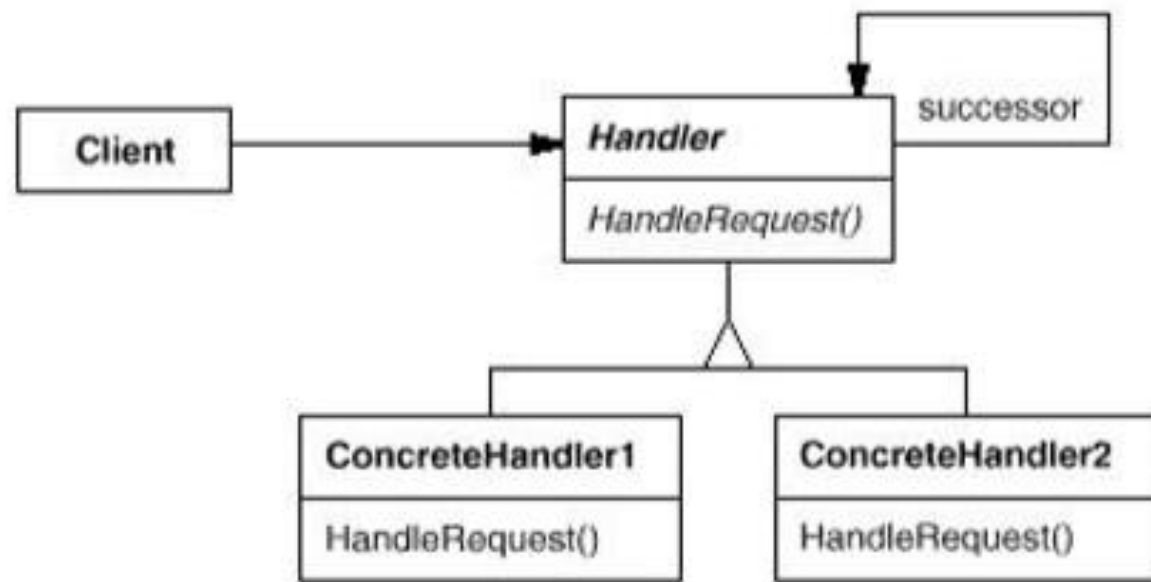 successor
Client
Handler
HandleRequest()
ConcreteHandler1
ConcreteHandler2
HandleRequest()
HandleRequest()